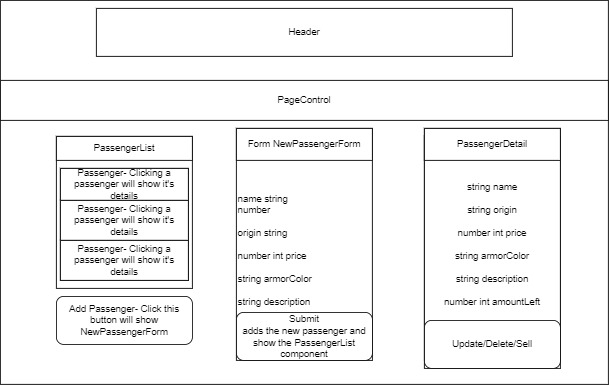 Header
PageControl
PassengerList
Passenger- Clicking a
passenger will show it's
details
Passenger- Clicking a
passenger will show it's
details
Passenger- Clicking a
passenger will show it's
details
Add Passenger- Click this
button will show
NewPassengerForm
Form NewPassengerForm
name string
number
origin string
number int price
string armorColor
string description
Submit
adds the new passenger and
show the PassengerList
component
PassengerDetail
string name
string origin
number int price
string armorColor
string description
number int amountLeft
Update/Delete/Sell